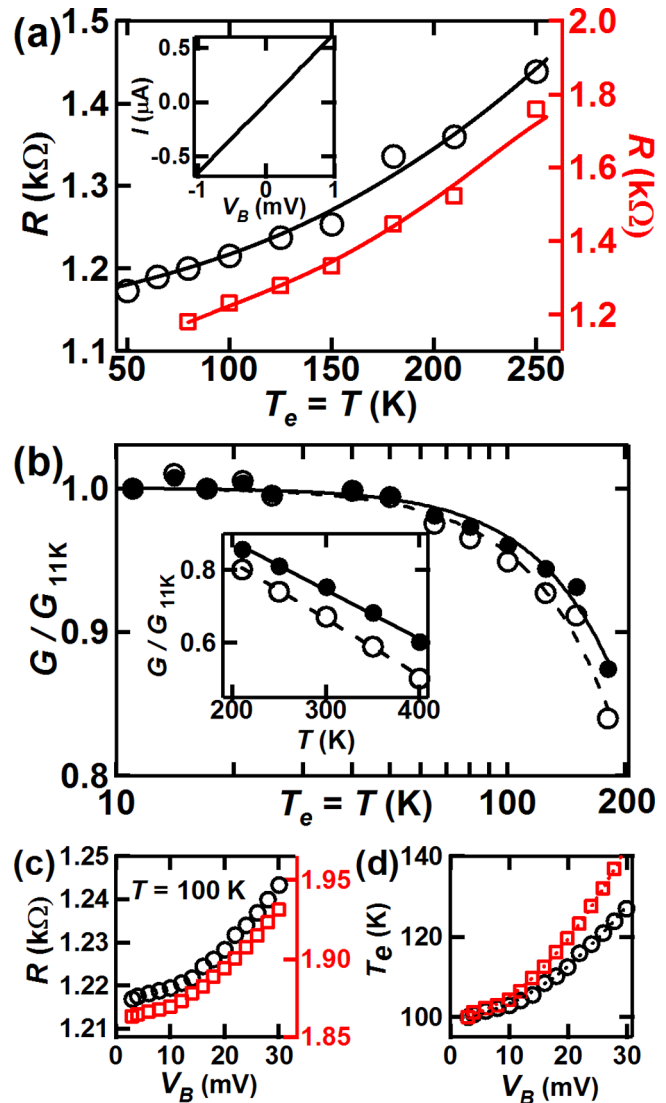 (a)
R (kΩ)
1.5
1.4
1.3
1.2
1.1
I (μA)
0.5
0.0
-0.5
-1
0
1
V_B (mV)
2.0
1.8
1.6
1.4
1.2
R (kΩ)
50
100
150
200
250
T_e = T (K)
(b)
G / G_11K
1.0
0.9
0.8
G / G_11K
0.8
0.6
200
300
400
T (K)
10
T_e = T (K)
100
200
(c)
R (kΩ)
1.25
1.24
1.23
1.22
1.21
T = 100 K
1.95
1.90
1.85
0
10
20
30
V_B (mV)
(d)
T_e (K)
140
120
100
0
10
20
30
V_B (mV)